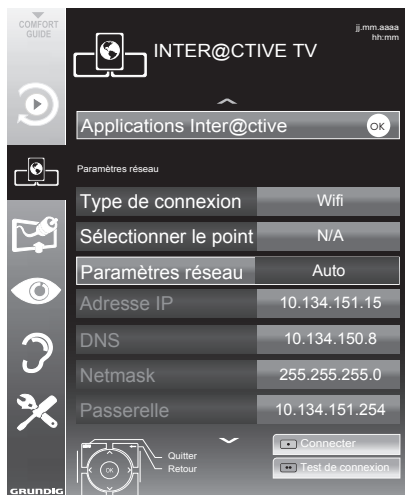 COMFORT
GUIDE
jj.mm.aaaa
hh:mm
INTER@CTIVE TV
Applications Inter@ctive OK
Paramètres réseau
Type de connexion Wifi
Sélectionner le point N/A
Paramètres réseau Auto
Adresse IP 10.134.151.15
DNS 10.134.150.8
Netmask 255.255.255.0
Passerelle 10.134.151.254
OK
Quitter
Retour
Connecter
Test de connexion
GRUNDIG